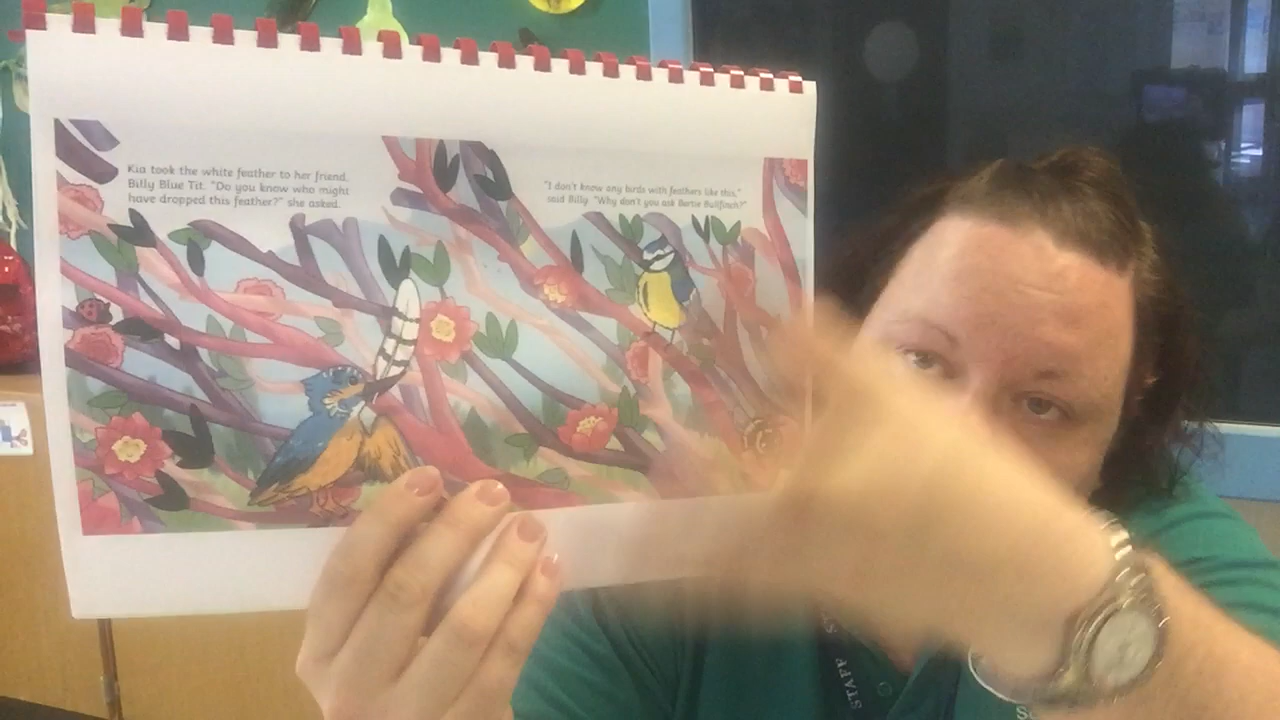 Kia took the white feather to her friend,
Billy Blue Tit. "Do you know who might
have dropped this feather?" she asked.
"I don't know any birds with feathers like this,"
said Billy. "Why don't you ask Bertie Bullfinch?"
STAFF